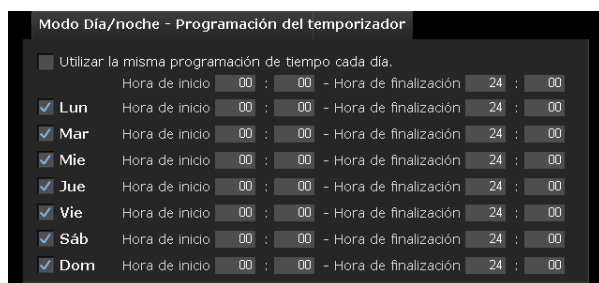 Modo Día/noche - Programación del temporizador
Utilizar la misma programación de tiempo cada día.
Hora de inicio 00 : 00 - Hora de finalización 24 : 00
Lun Hora de inicio 00 : 00 - Hora de finalización 24 : 00
Mar Hora de inicio 00 : 00 - Hora de finalización 24 : 00
Mie Hora de inicio 00 : 00 - Hora de finalización 24 : 00
Jue Hora de inicio 00 : 00 - Hora de finalización 24 : 00
Vie Hora de inicio 00 : 00 - Hora de finalización 24 : 00
Sáb Hora de inicio 00 : 00 - Hora de finalización 24 : 00
Dom Hora de inicio 00 : 00 - Hora de finalización 24 : 00